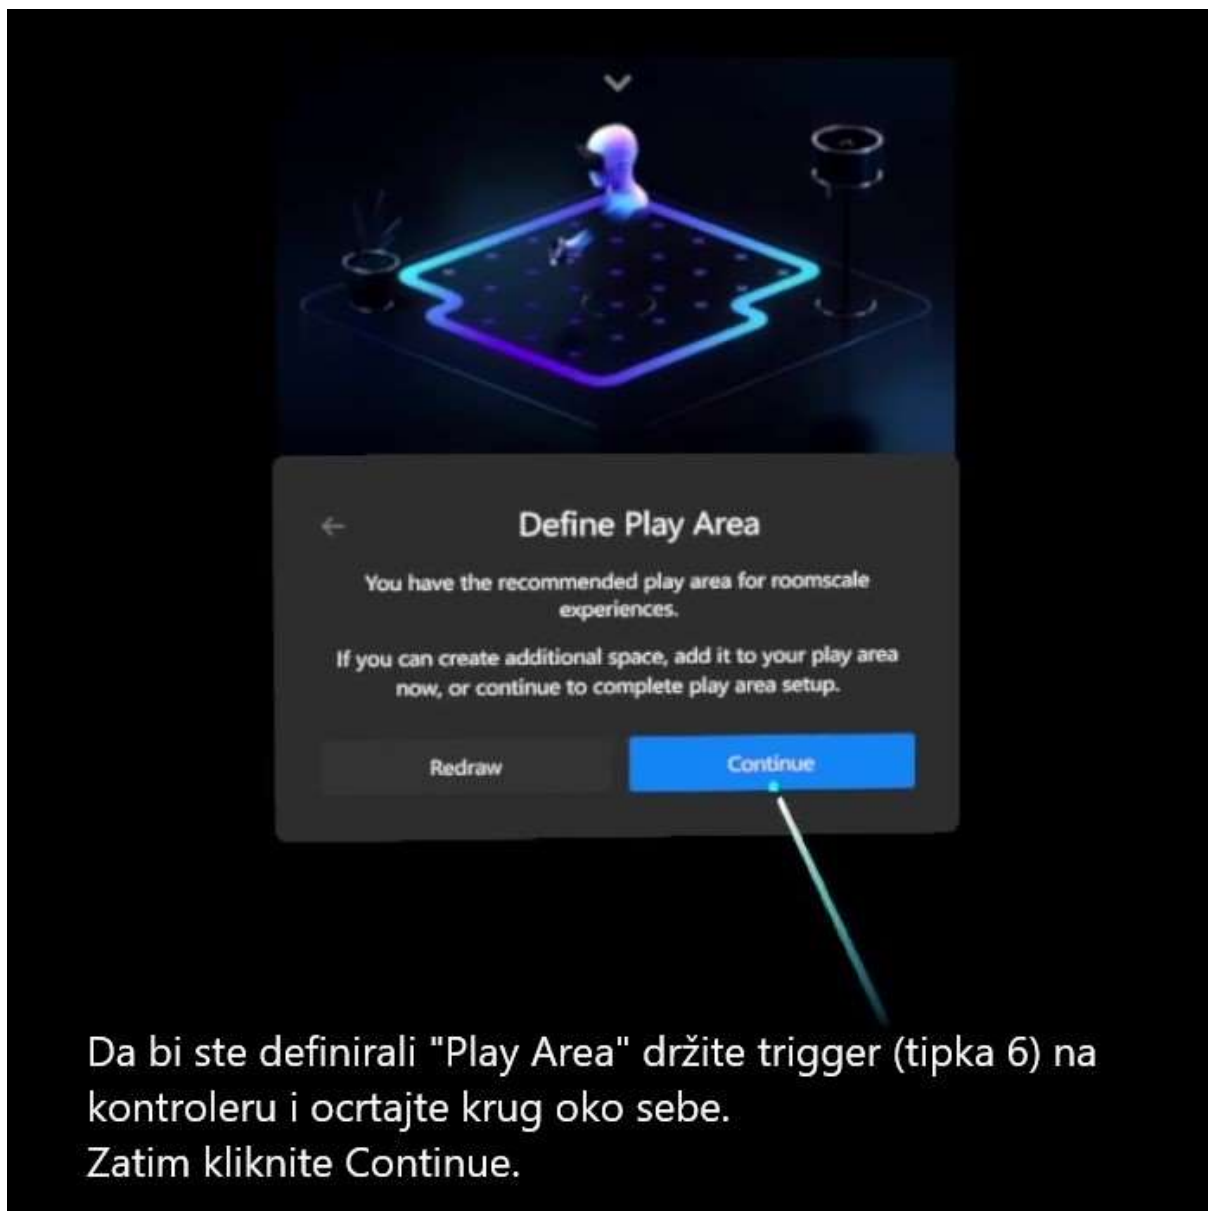 Define Play Area
You have the recommended play area for roomscale
experiences.
If you can create additional space, add it to your play area
now, or continue to complete play area setup.
Redraw
Continue
Da bi ste definirali "Play Area" držite trigger (tipka 6) na
kontroleru i ocrtajte krug oko sebe.
Zatim kliknite Continue.